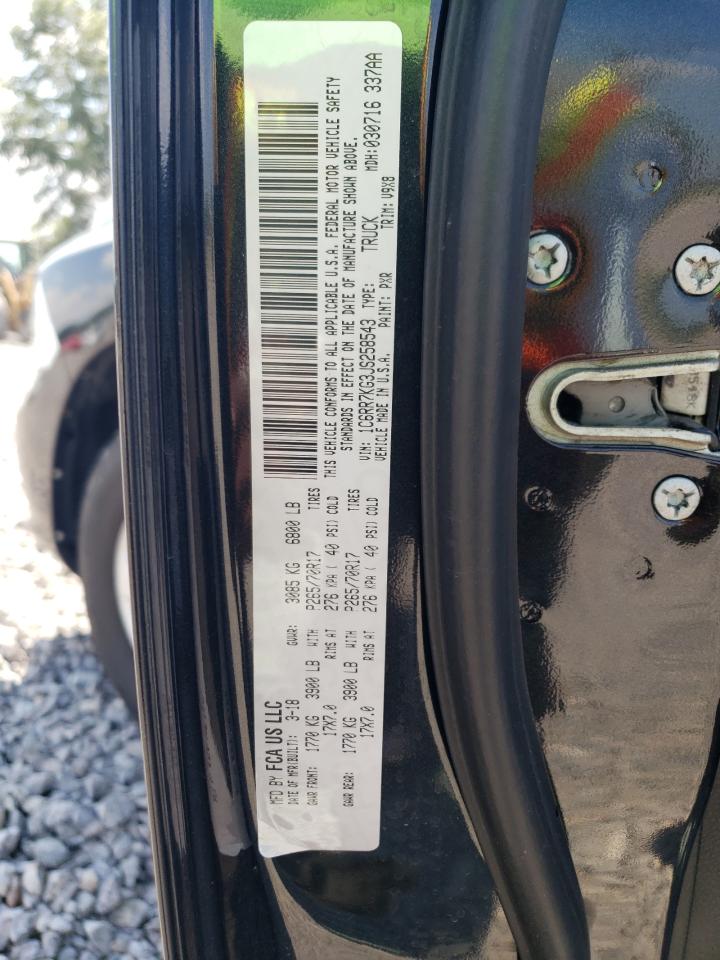 MFD BY FCA US LLC
DATE OF MFR(BUILT): 3-18 GVWR: 3085 KG 6800 LB
GAWR FRONT: 1770 KG 3900 LB WITH P265/70R17 TIRES
17X7.0 RIMS AT 276 KPA ( 40 PSI) COLD
GAWR REAR: 1770 KG 3900 LB WITH P265/70R17 TIRES
17X7.0 RIMS AT 276 KPA ( 40 PSI) COLD
THIS VEHICLE CONFORMS TO ALL APPLICABLE U.S.A. FEDERAL MOTOR VEHICLE SAFETY
STANDARDS IN EFFECT ON THE DATE OF MANUFACTURE SHOWN ABOVE.
VIN: 1C6RR7KG3JS258543 TYPE: TRUCK MDH:030716 337AA
VEHICLE MADE IN U.S.A. PAINT: PXR TRIM: V9X8